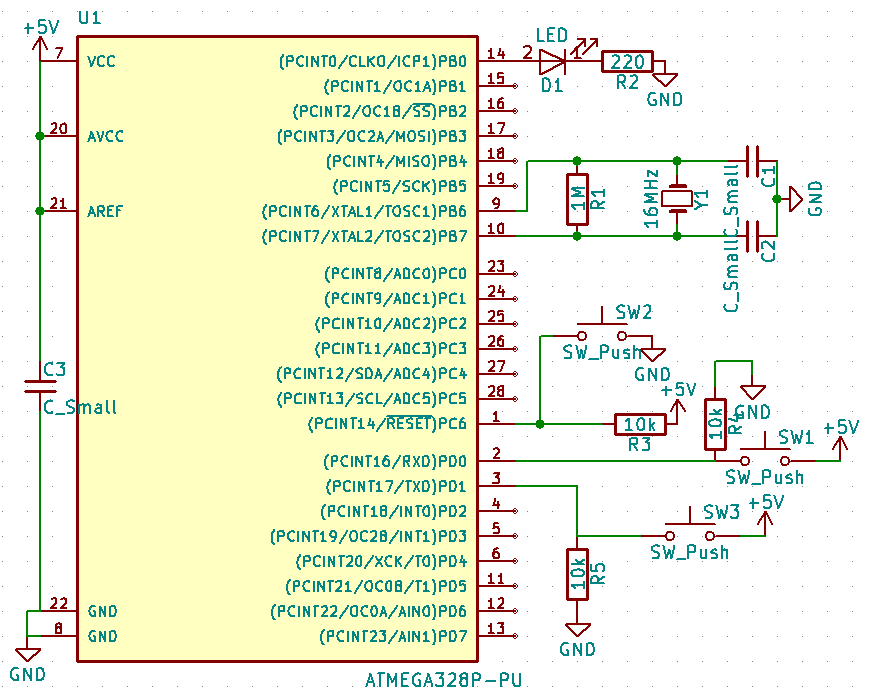 U1
+5V
7 VCC (PCINT0/CLKO/ICP1)PB0 14 2 LED 1 220
D1 R2 GND
(PCINT1/OC1A)PB1 15
(PCINT2/OC1B/SS)PB2 16
20 AVCC (PCINT3/OC2A/MOSI)PB3 17
(PCINT4/MISO)PB4 18
(PCINT5/SCK)PB5 19
21 AREF (PCINT6/XTAL1/TOSC1)PB6 9
(PCINT7/XTAL2/TOSC2)PB7 10
1M R1
16MHz Y1
C_Small C1
C_Small C2
GND
(PCINT8/ADC0)PC0 23
(PCINT9/ADC1)PC1 24
(PCINT10/ADC2)PC2 25
(PCINT11/ADC3)PC3 26
(PCINT12/SDA/ADC4)PC4 27
(PCINT13/SCL/ADC5)PC5 28
(PCINT14/RESET)PC6 1
SW2
SW_Push
GND
C3
C_Small
+5V
10k
R3
10k R4
GND
SW1
SW_Push
+5V
(PCINT16/RXD)PD0 2
(PCINT17/TXD)PD1 3
(PCINT18/INT0)PD2 4
(PCINT19/OC2B/INT1)PD3 5
(PCINT20/XCK/T0)PD4 6
(PCINT21/OC0B/T1)PD5 11
22 GND (PCINT22/OC0A/AIN0)PD6 12
8 GND (PCINT23/AIN1)PD7 13
SW3
SW_Push
+5V
10k R5
GND
GND
ATMEGA328P-PU